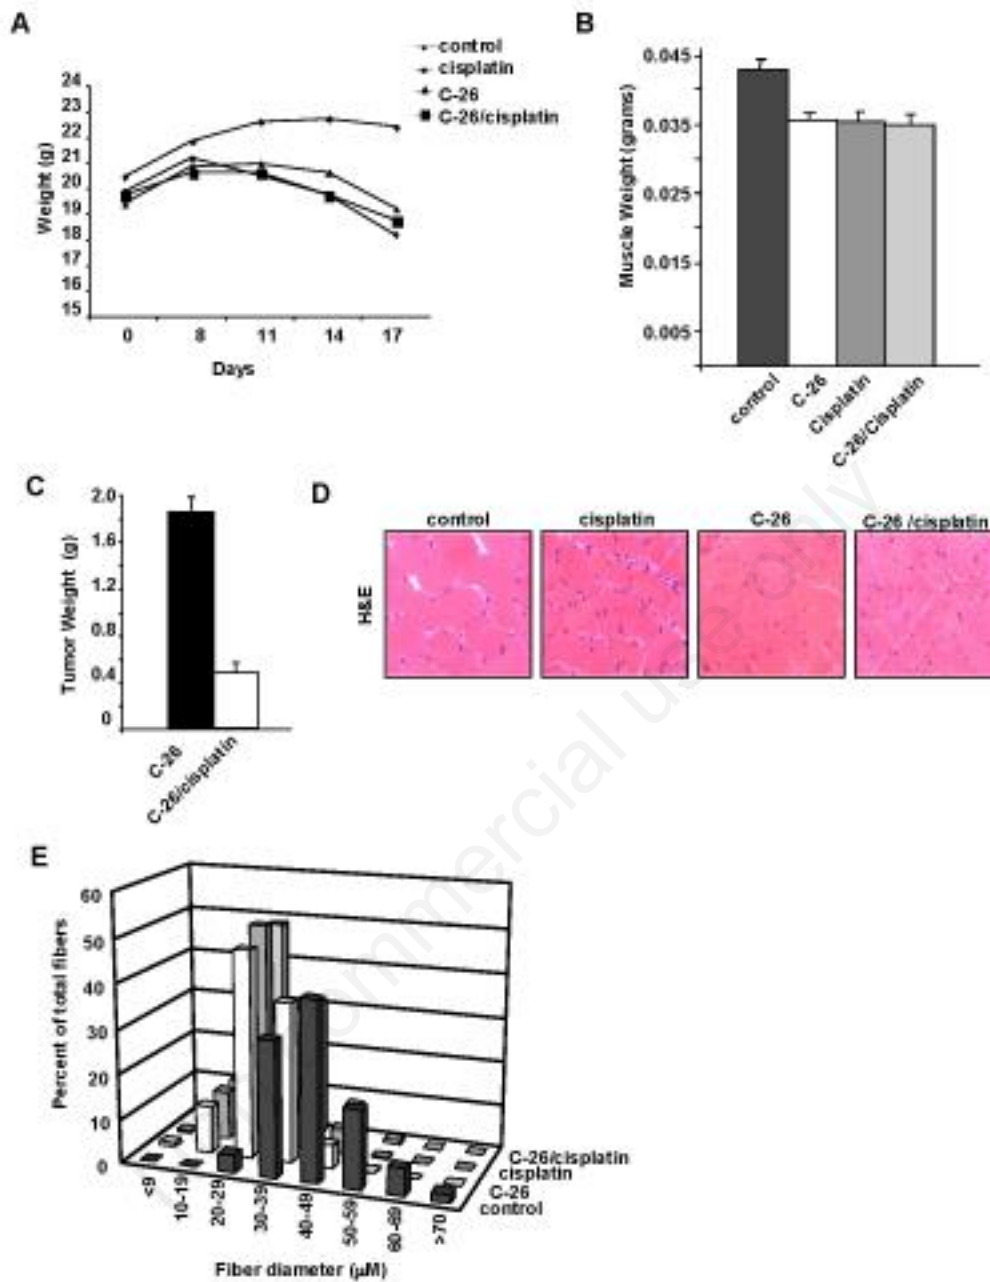 A
control
cisplatin
C-26
C-26/cisplatin
24
23
22
21
20
19
18
17
16
15
Weight (g)
0 8 11 14 17
Days
B
0.045
0.035
0.025
0.015
0.005
Muscle Weight (grams)
control
C-26
Cisplatin
C-26/Cisplatin
C
2.0
1.6
1.2
0.8
0.4
0
Tumor Weight (g)
C-26
C-26/cisplatin
D
control cisplatin C-26 C-26 /cisplatin
H&E
E
60
50
40
30
20
10
0
Percent of total fibers
<9
10-19
20-29
30-39
40-49
50-59
60-69
>70
C-26/cisplatin
cisplatin
C-26
control
Fiber diameter (µM)
commercial use only